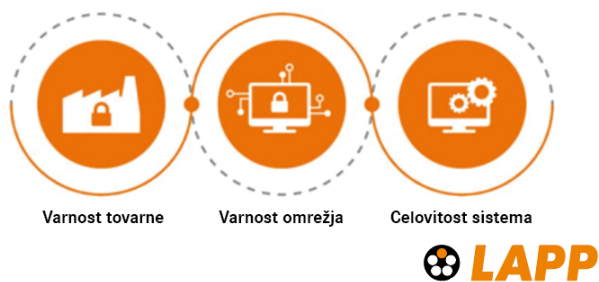 Varnost tovarne
Varnost omrežja
Celovitost sistema
LAPP